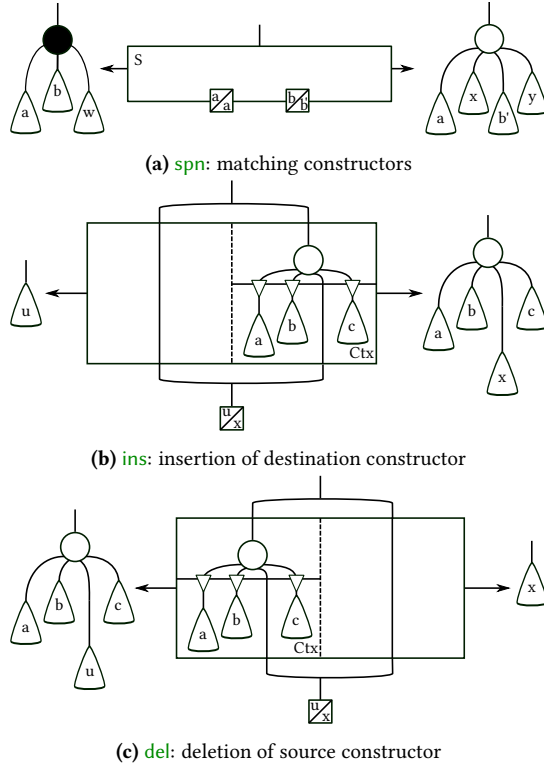 S
a b w
a/a b/b'
a x b' y
(a) spn: matching constructors
u
a b c
Ctx
a b c x
u/x
(b) ins: insertion of destination constructor
a b c u
a b c
Ctx
x
u/x
(c) del: deletion of source constructor